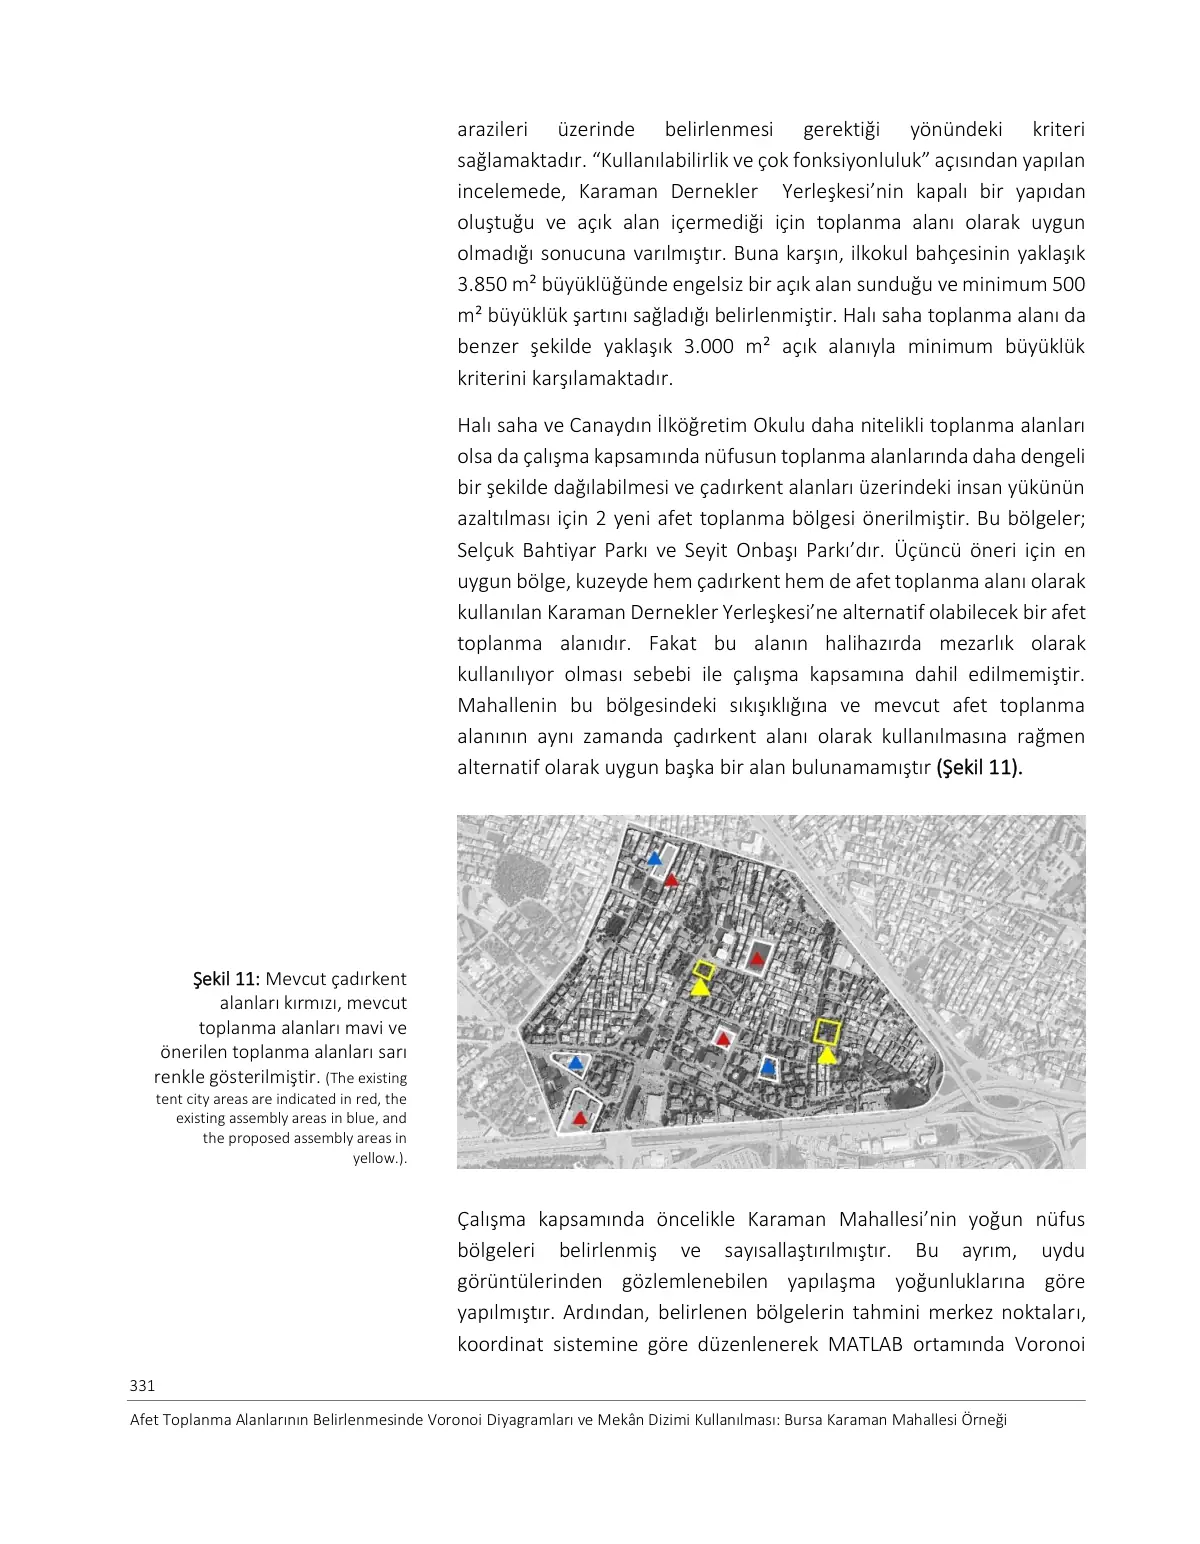 arazileri üzerinde belirlenmesi gerektiği yönündeki kriteri
sağlamaktadır. “Kullanılabilirlik ve çok fonksiyonluluk” açısından yapılan
incelemede, Karaman Dernekler Yerleşkesi’nin kapalı bir yapıdan
oluştuğu ve açık alan içermediği için toplanma alanı olarak uygun
olmadığı sonucuna varılmıştır. Buna karşın, ilkokul bahçesinin yaklaşık
3.850 m² büyüklüğünde engelsiz bir açık alan sunduğu ve minimum 500
m² büyüklük şartını sağladığı belirlenmiştir. Halı saha toplanma alanı da
benzer şekilde yaklaşık 3.000 m² açık alanıyla minimum büyüklük
kriterini karşılamaktadır.
Halı saha ve Canaydın İlköğretim Okulu daha nitelikli toplanma alanları
olsa da çalışma kapsamında nüfusun toplanma alanlarında daha dengeli
bir şekilde dağılabilmesi ve çadırkent alanları üzerindeki insan yükünün
azaltılması için 2 yeni afet toplanma bölgesi önerilmiştir. Bu bölgeler;
Selçuk Bahtiyar Parkı ve Seyit Onbaşı Parkı’dır. Üçüncü öneri için en
uygun bölge, kuzeyde hem çadırkent hem de afet toplanma alanı olarak
kullanılan Karaman Dernekler Yerleşkesi’ne alternatif olabilecek bir afet
toplanma alanıdır. Fakat bu alanın halihazırda mezarlık olarak
kullanılıyor olması sebebi ile çalışma kapsamına dahil edilmemiştir.
Mahallenin bu bölgesindeki sıkışıklığına ve mevcut afet toplanma
alanının aynı zamanda çadırkent alanı olarak kullanılmasına rağmen
alternatif olarak uygun başka bir alan bulunamamıştır (Şekil 11).
Şekil 11: Mevcut çadırkent
alanları kırmızı, mevcut
toplanma alanları mavi ve
önerilen toplanma alanları sarı
renkle gösterilmiştir. (The existing
tent city areas are indicated in red, the
existing assembly areas in blue, and
the proposed assembly areas in
yellow.).
Çalışma kapsamında öncelikle Karaman Mahallesi’nin yoğun nüfus
bölgeleri belirlenmiş ve sayısallaştırılmıştır. Bu ayrım, uydu
görüntülerinden gözlemlenebilen yapılaşma yoğunluklarına göre
yapılmıştır. Ardından, belirlenen bölgelerin tahmini merkez noktaları,
koordinat sistemine göre düzenlenerek MATLAB ortamında Voronoi
331
Afet Toplanma Alanlarının Belirlenmesinde Voronoi Diyagramları ve Mekân Dizimi Kullanılması: Bursa Karaman Mahallesi Örneği